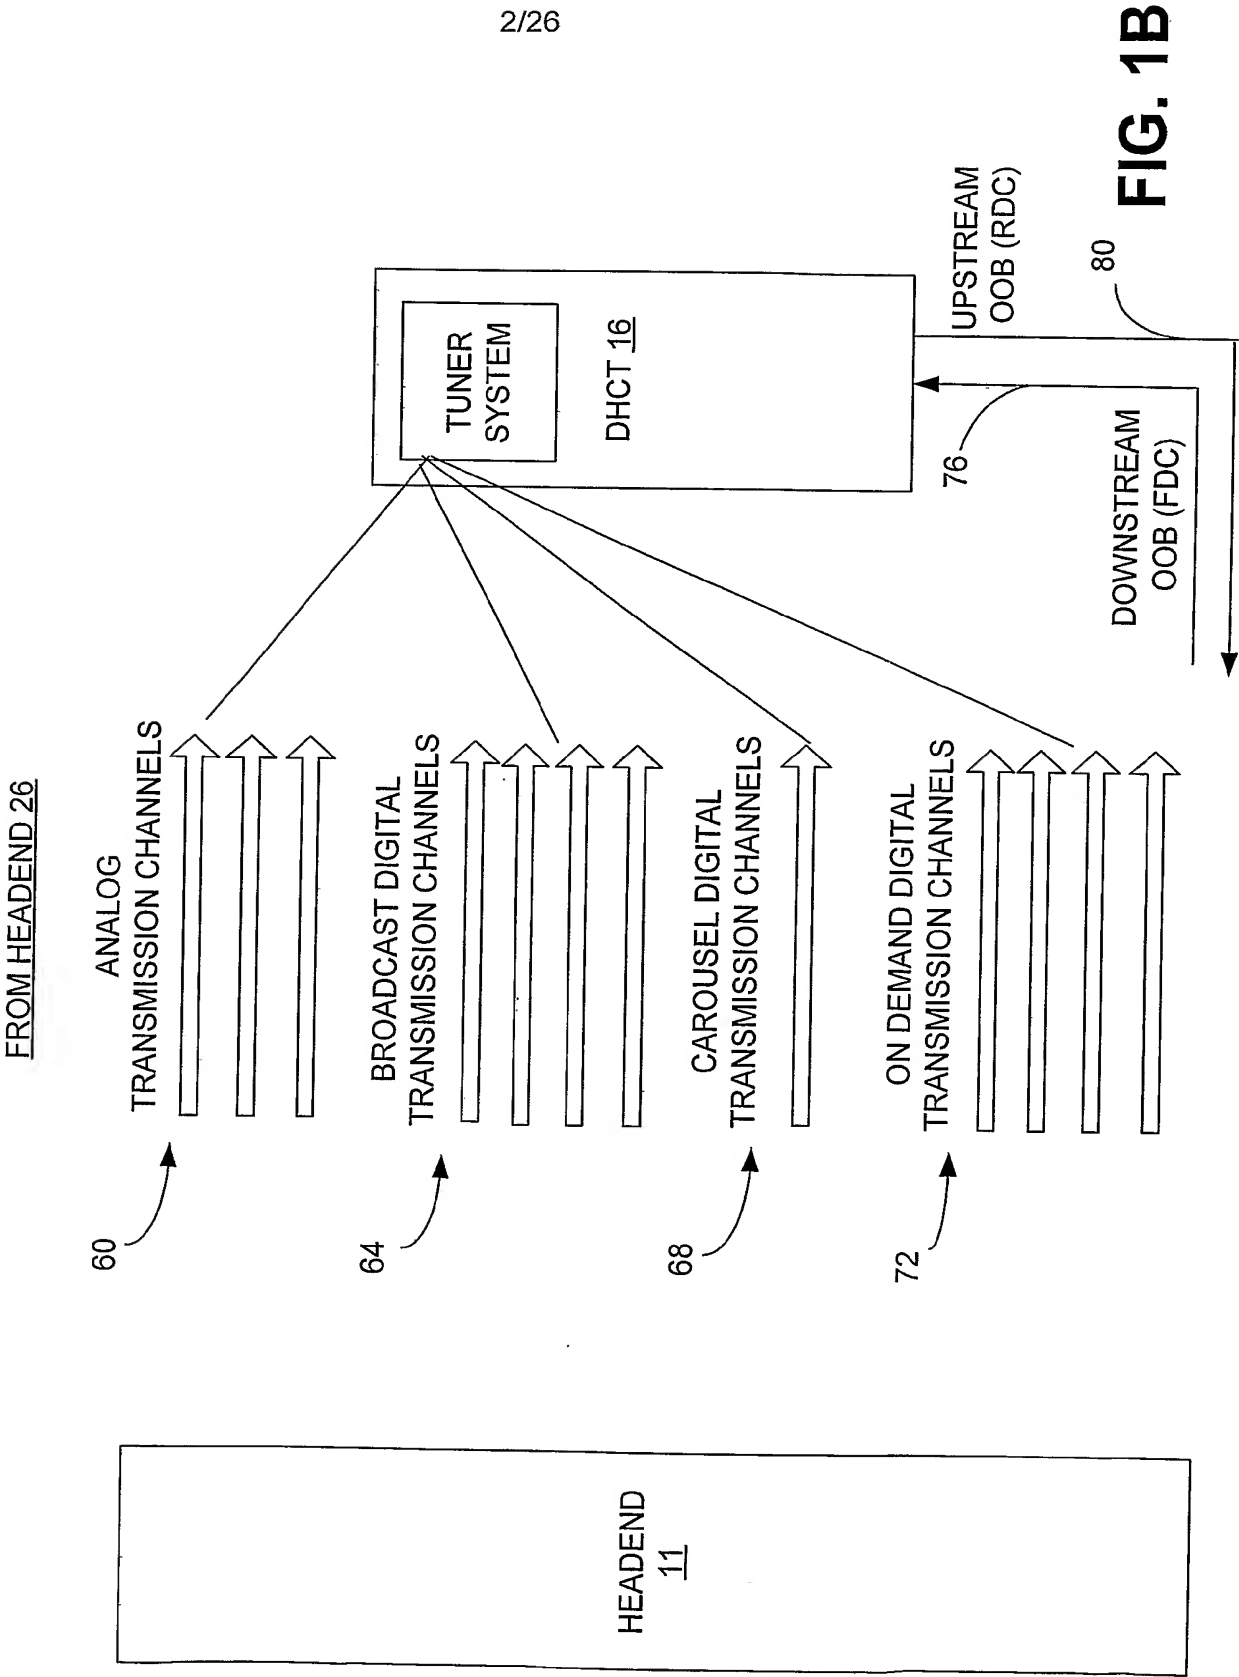 2/26
FROM HEADEND 26
ANALOG
TRANSMISSION CHANNELS
60
BROADCAST DIGITAL
TRANSMISSION CHANNELS
64
CAROUSEL DIGITAL
TRANSMISSION CHANNELS
68
ON DEMAND DIGITAL
TRANSMISSION CHANNELS
72
HEADEND
11
TUNER
SYSTEM
DHCT 16
UPSTREAM
OOB (RDC)
80
76
DOWNSTREAM
OOB (FDC)
FIG. 1B